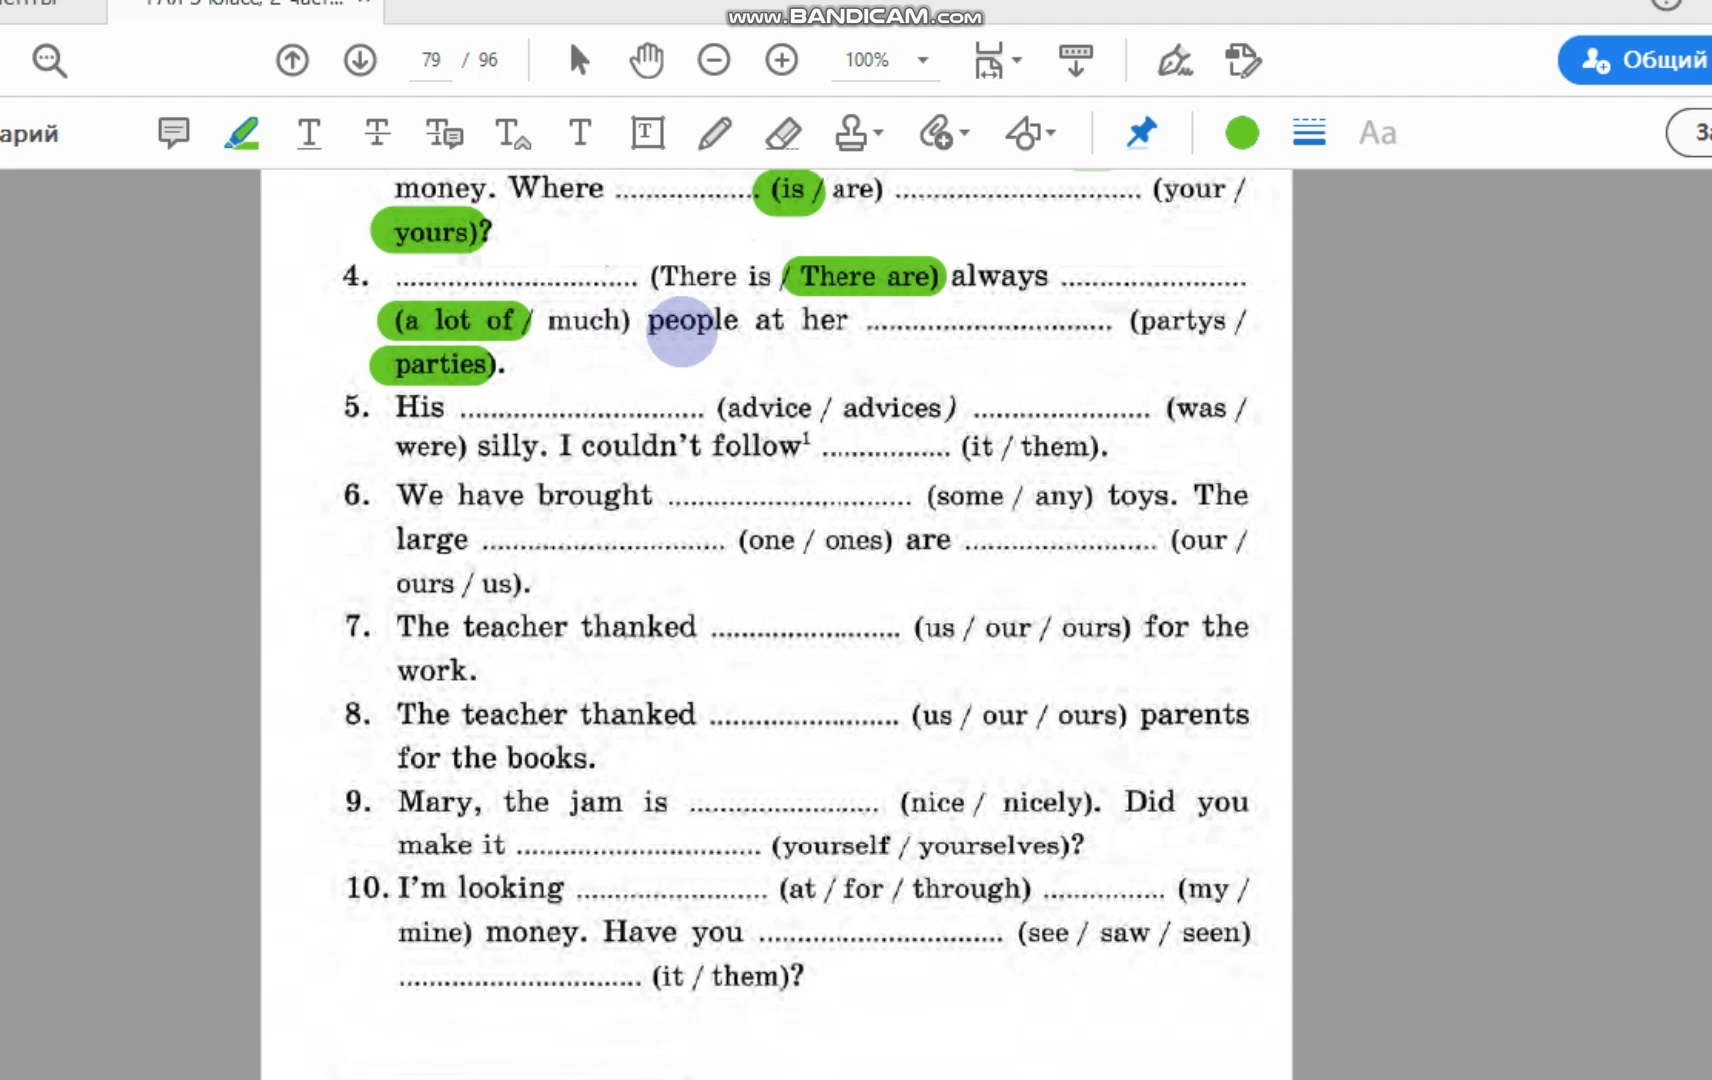 www.BANDICAM.com
79 / 96
100%
Общий
арий
Aa
money. Where .................. (is / are) ................................ (your /
yours)?
4. ................................ (There is / There are) always ........................
(a lot of / much) people at her ................................ (partys /
parties).
5. His ................................ (advice / advices) ....................... (was /
were) silly. I couldn't follow¹ ................. (it / them).
6. We have brought ................................ (some / any) toys. The
large ................................ (one / ones) are ......................... (our /
ours / us).
7. The teacher thanked ......................... (us / our / ours) for the
work.
8. The teacher thanked ......................... (us / our / ours) parents
for the books.
9. Mary, the jam is ......................... (nice / nicely). Did you
make it ................................ (yourself / yourselves)?
10. I'm looking ......................... (at / for / through) ................ (my /
mine) money. Have you ................................ (see / saw / seen)
................................ (it / them)?